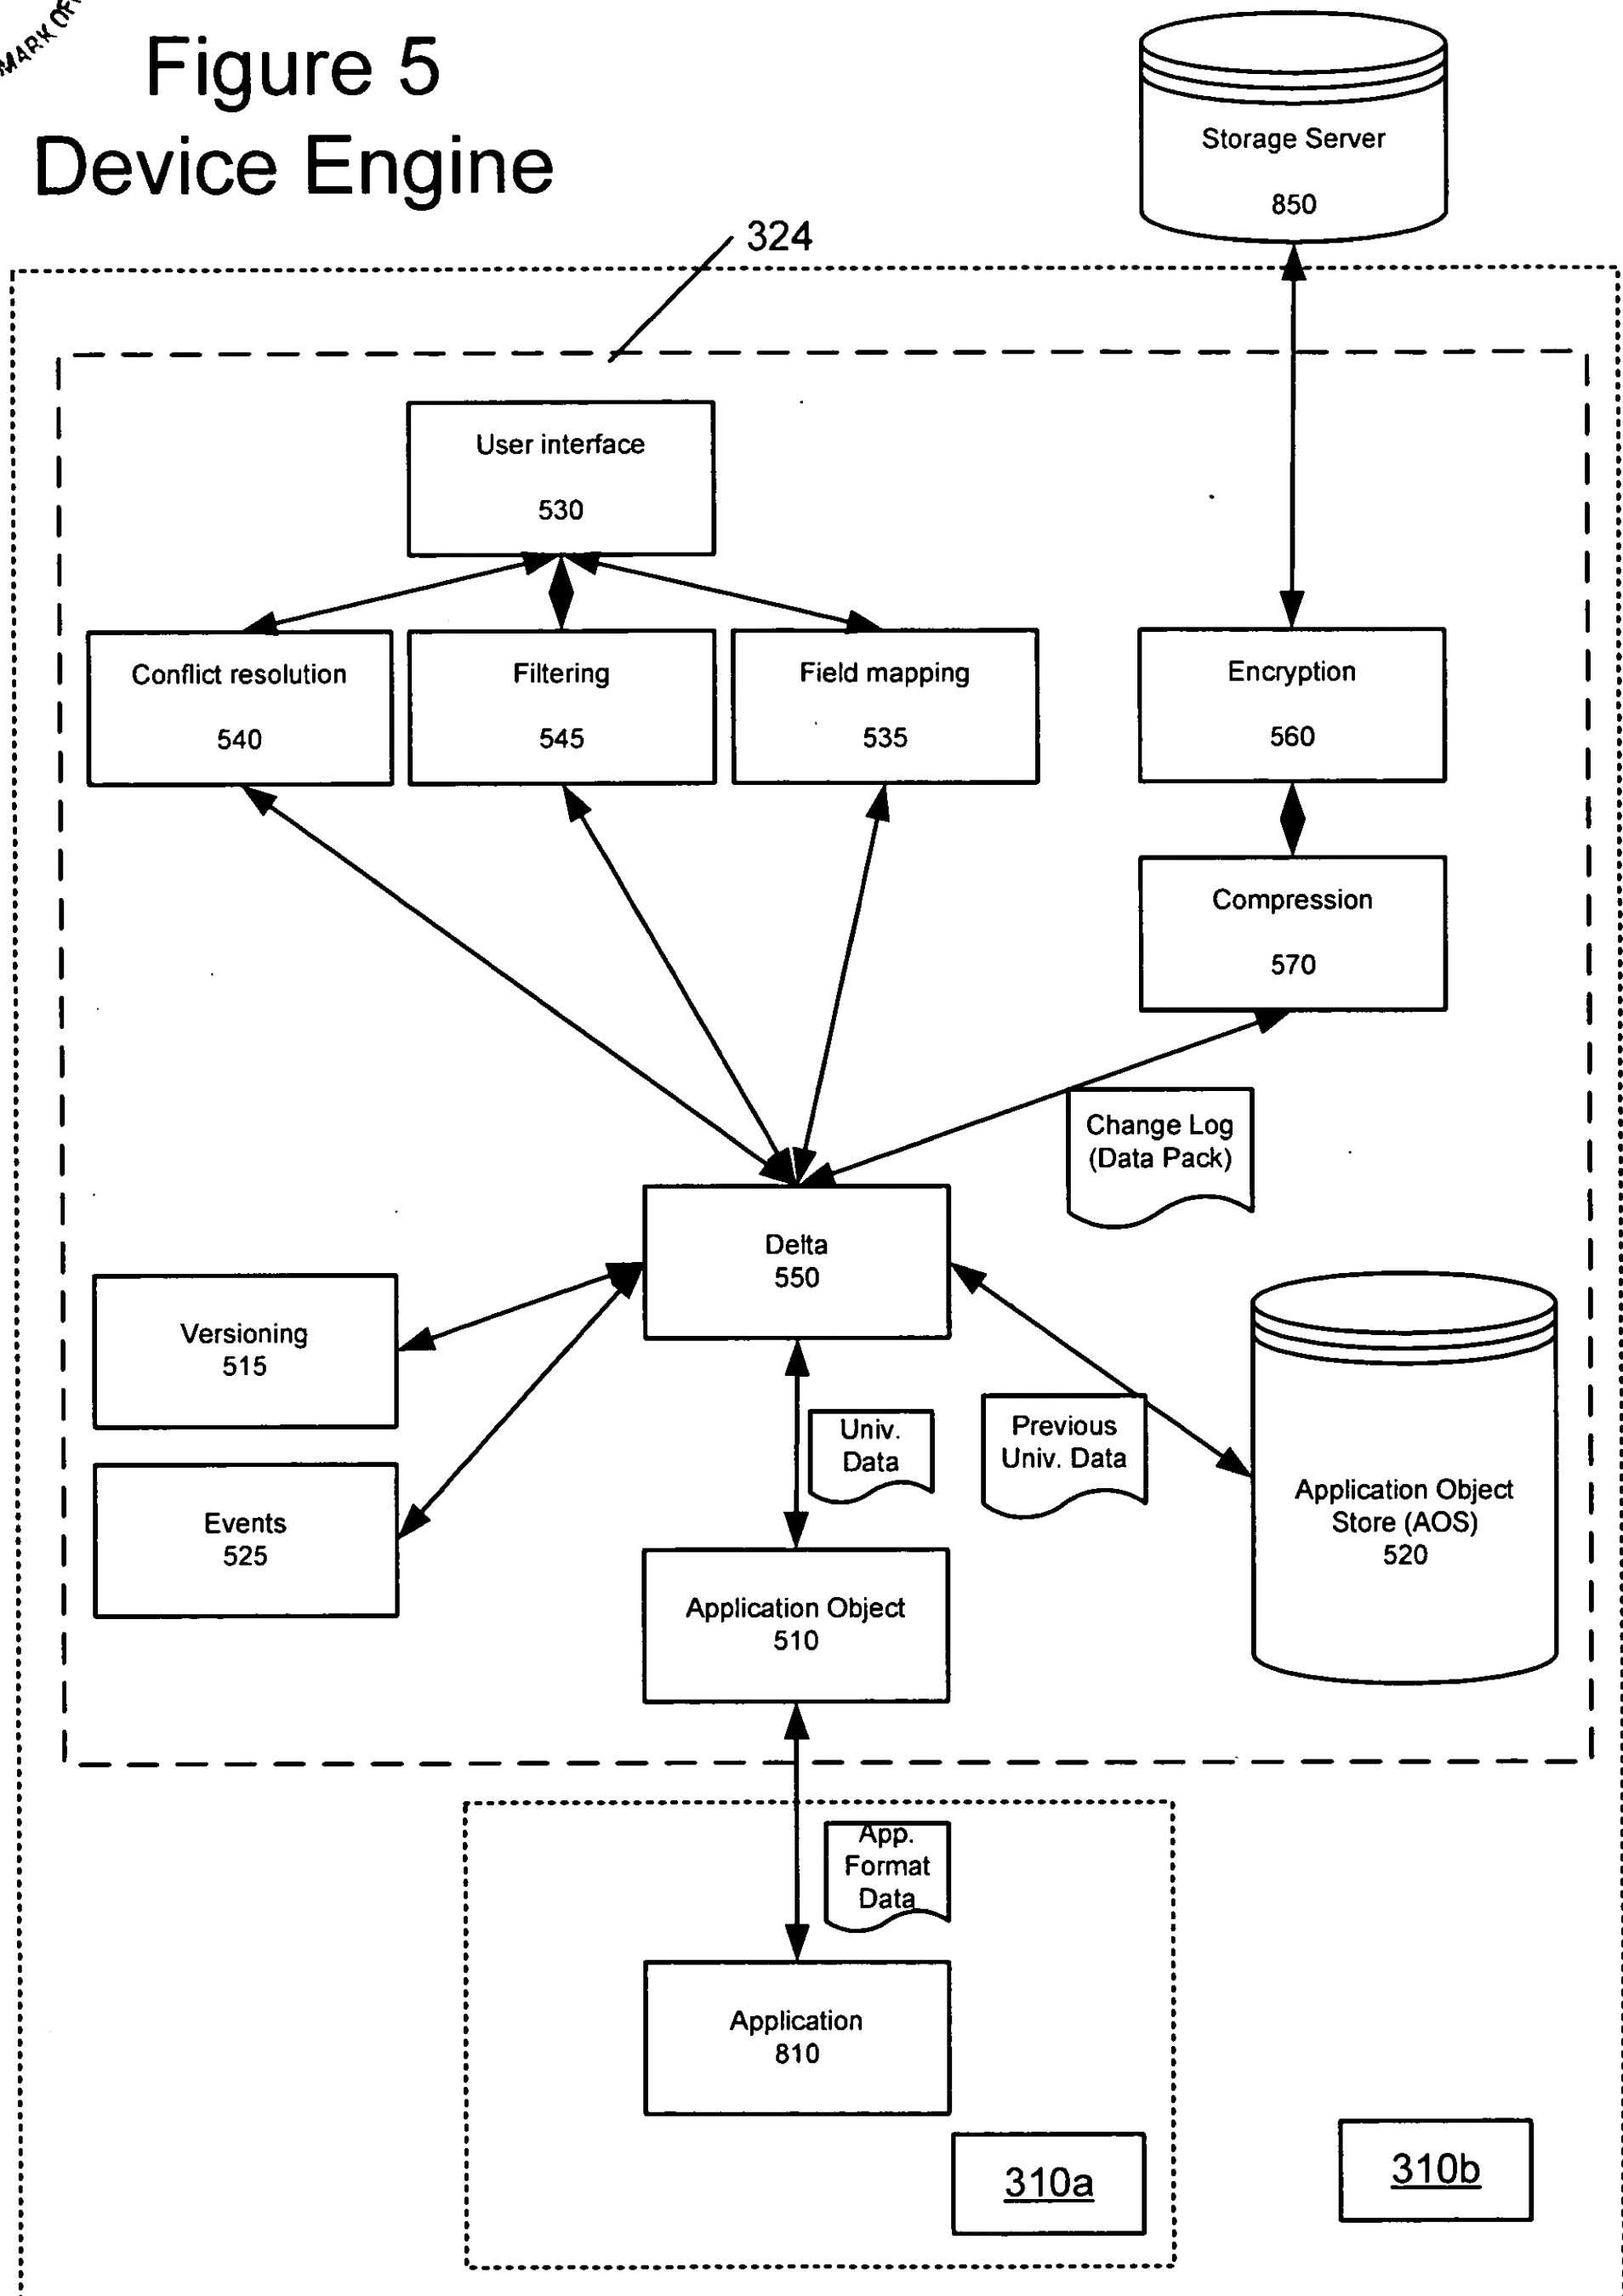 MARK OF
Figure 5
Device Engine
Storage Server
850
324
User interface
530
Conflict resolution
540
Filtering
545
Field mapping
535
Encryption
560
Compression
570
Change Log
(Data Pack)
Delta
550
Versioning
515
Univ.
Data
Previous
Univ. Data
Application Object
Store (AOS)
520
Events
525
Application Object
510
App.
Format
Data
Application
810
310a
310b